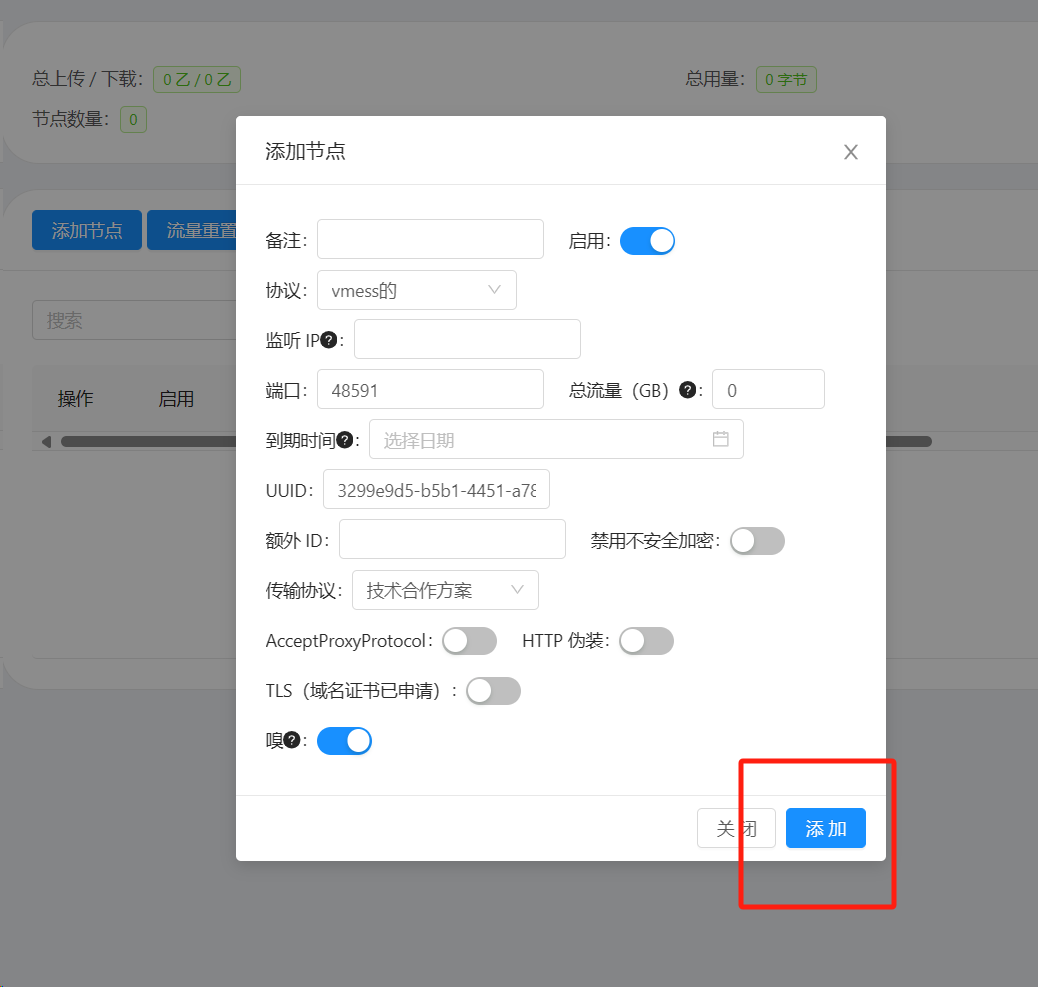 总上传 / 下载： 0 乙 / 0 乙 总用量： 0 字节
节点数量： 0
添加节点
添加节点 流量重置
备注： 启用：
协议： vmess的
搜索
监听 IP ?：
端口： 48591 总流量（GB）?： 0
操作 启用
到期时间 ?： 选择日期
UUID： 3299e9d5-b5b1-4451-a78
额外 ID： 禁用不安全加密：
传输协议： 技术合作方案
AcceptProxyProtocol： HTTP 伪装：
TLS（域名证书已申请）：
嗅 ?：
关 闭 添 加